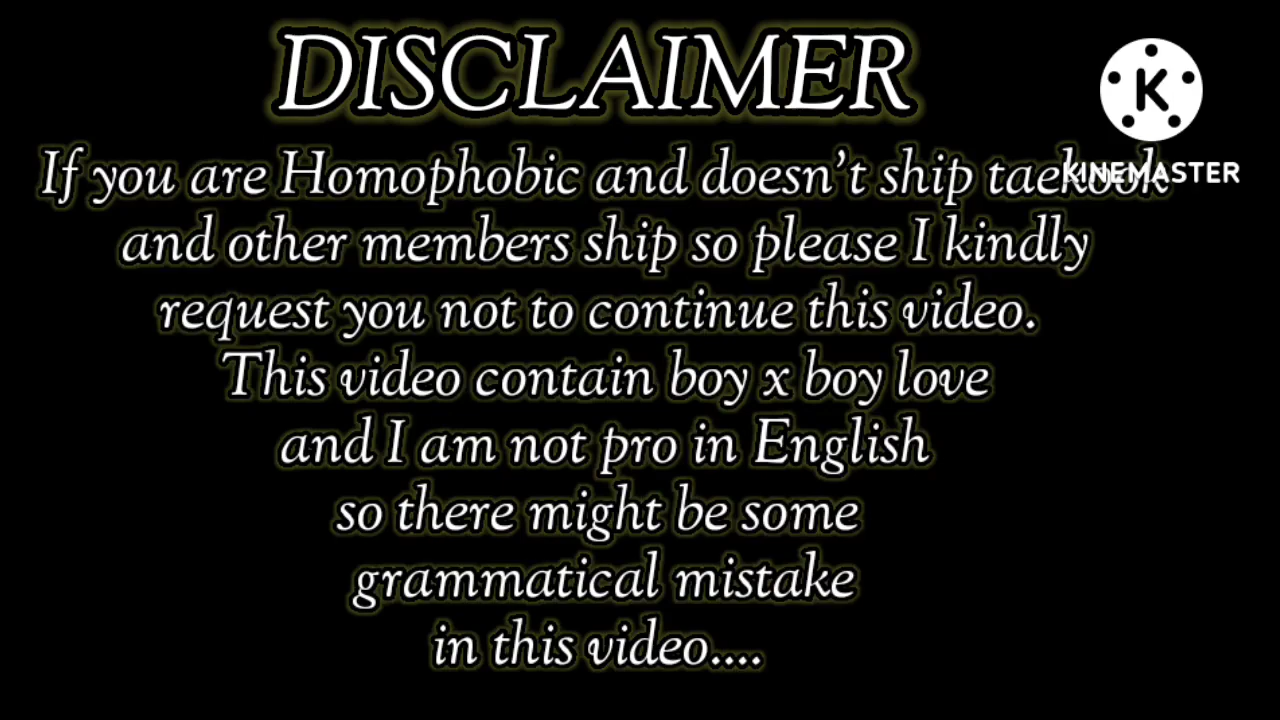 DISCLAIMER
If you are Homophobic and doesn't ship taekook
and other members ship so please I kindly
request you not to continue this video.
This video contain boy x boy love
and I am not pro in English
so there might be some
grammatical mistake
in this video....
K
KINEMASTER